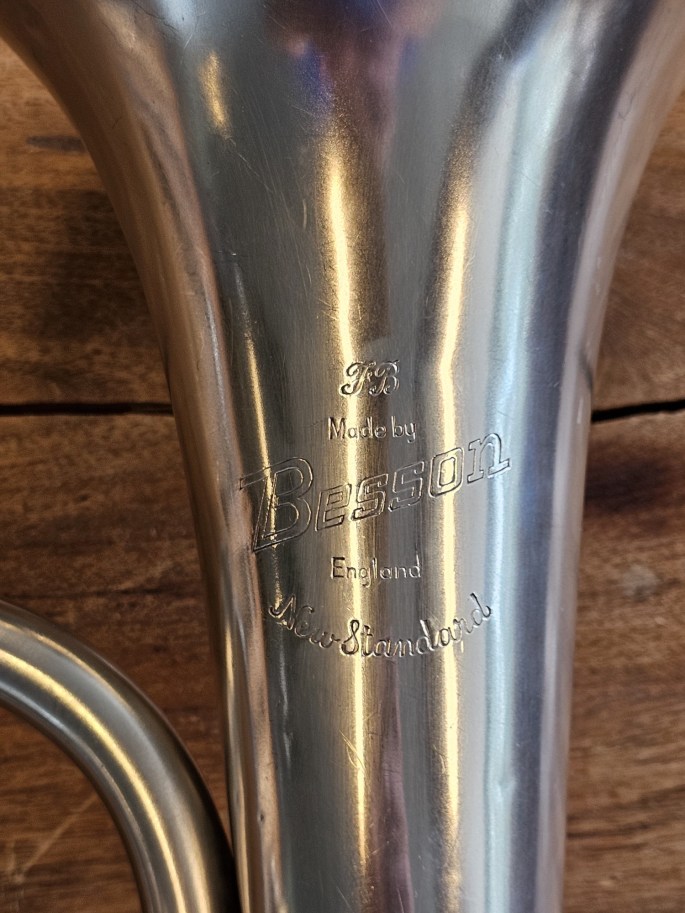 FB
Made by
Besson
England
New Standard